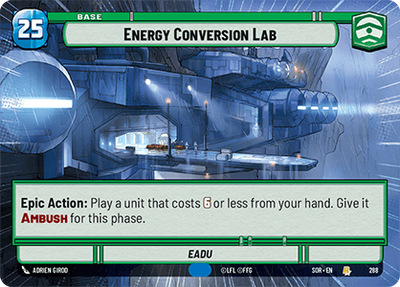 BASE
25
ENERGY CONVERSION LAB
Epic Action: Play a unit that costs 6 or less from your hand. Give it
AMBUSH for this phase.
EADU
ADRIEN GIROD
©LFL ©FFG
SOR • EN
288